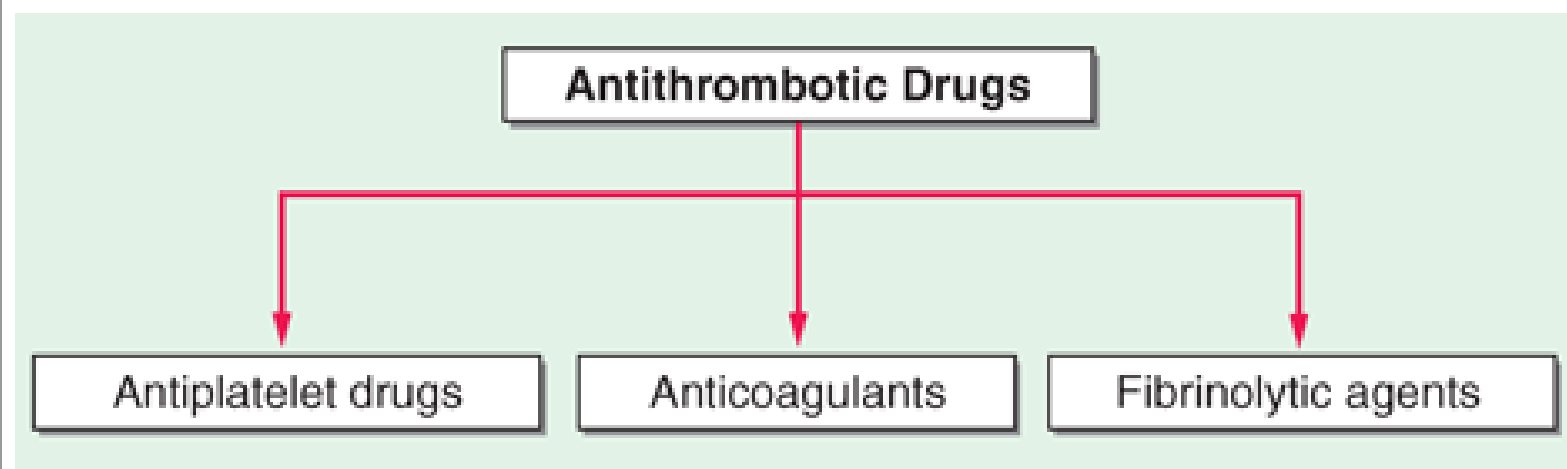 Antithrombotic Drugs
Antiplatelet drugs
Anticoagulants
Fibrinolytic agents